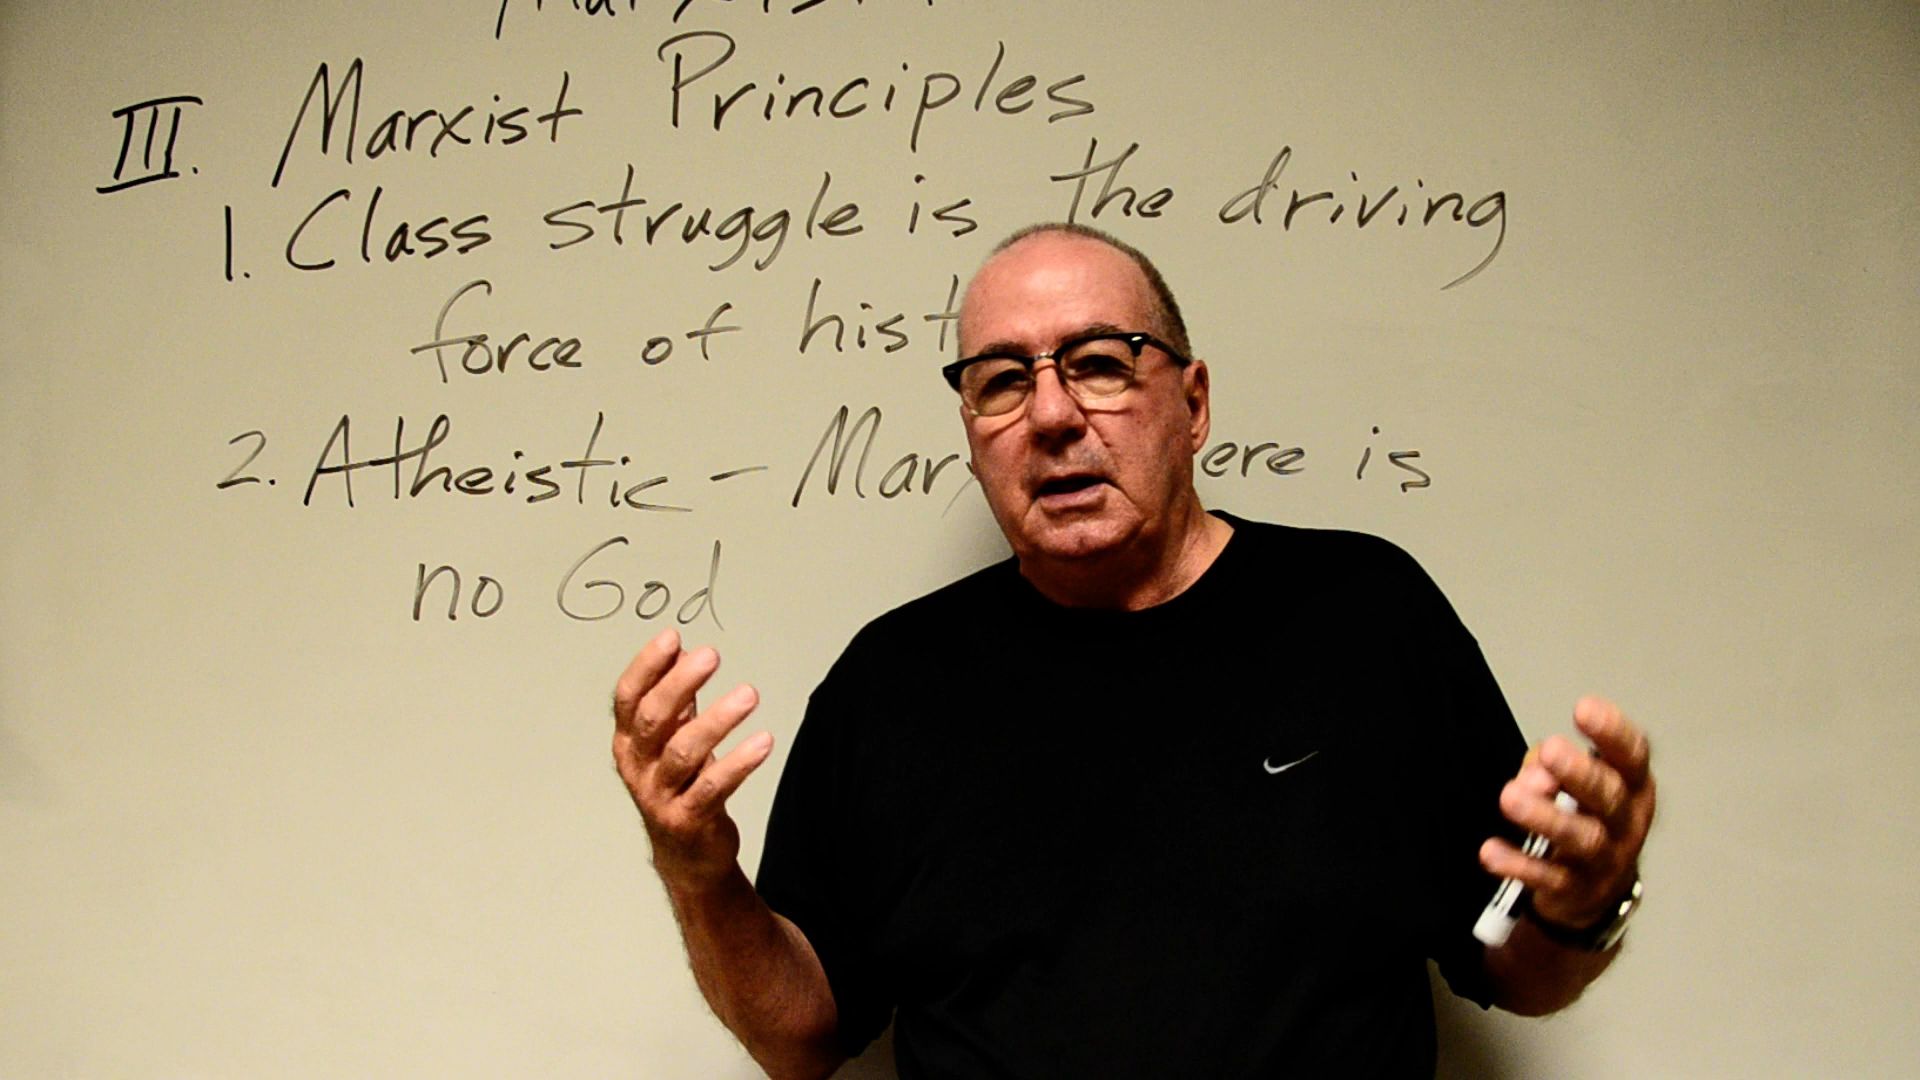 III. Marxist Principles
1. Class struggle is the driving
force of hist
2. Atheistic - Mar ere is
no God